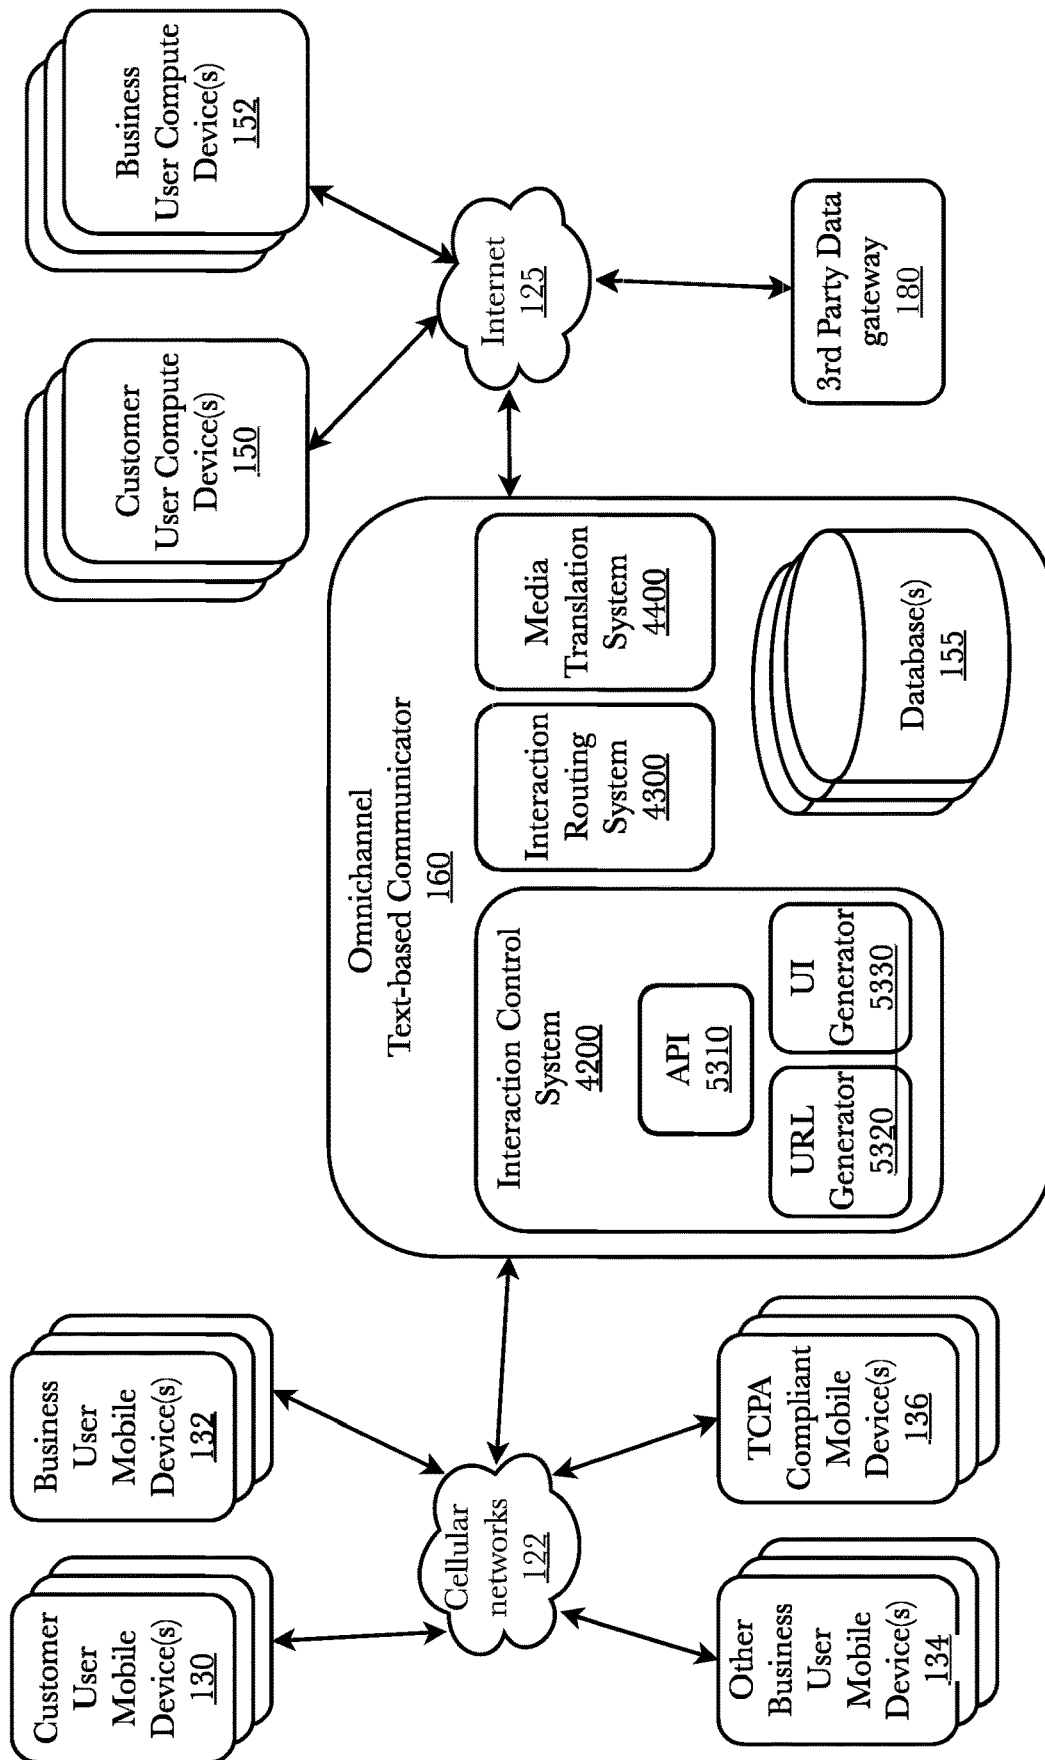 Customer
User
Mobile
Device(s)
130
Business
User
Mobile
Device(s)
132
Customer
User Compute
Device(s)
150
Business
User Compute
Device(s)
152
Cellular
networks
122
Omnichannel
Text-based Communicator
160
Interaction Control
System
4200
API
5310
URL
Generator
5320
UI
Generator
5330
Interaction
Routing
System
4300
Media
Translation
System
4400
Database(s)
155
Internet
125
Other
Business
User
Mobile
Device(s)
134
TCPA
Compliant
Mobile
Device(s)
136
3rd Party Data
gateway
180